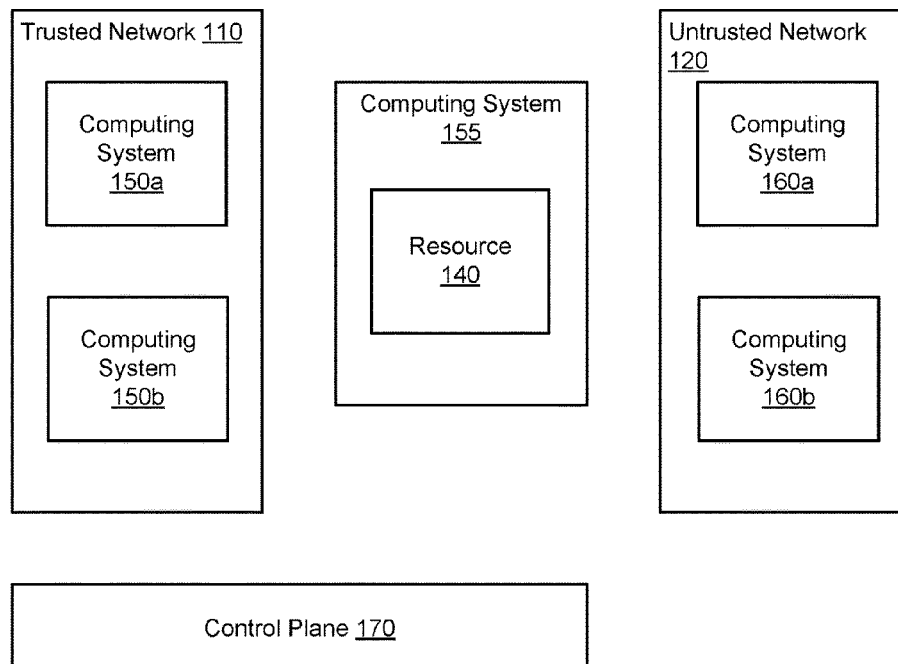 Trusted Network 110
Computing
System
150a
Computing
System
150b
Computing System
155
Resource
140
Untrusted Network
120
Computing
System
160a
Computing
System
160b
Control Plane 170